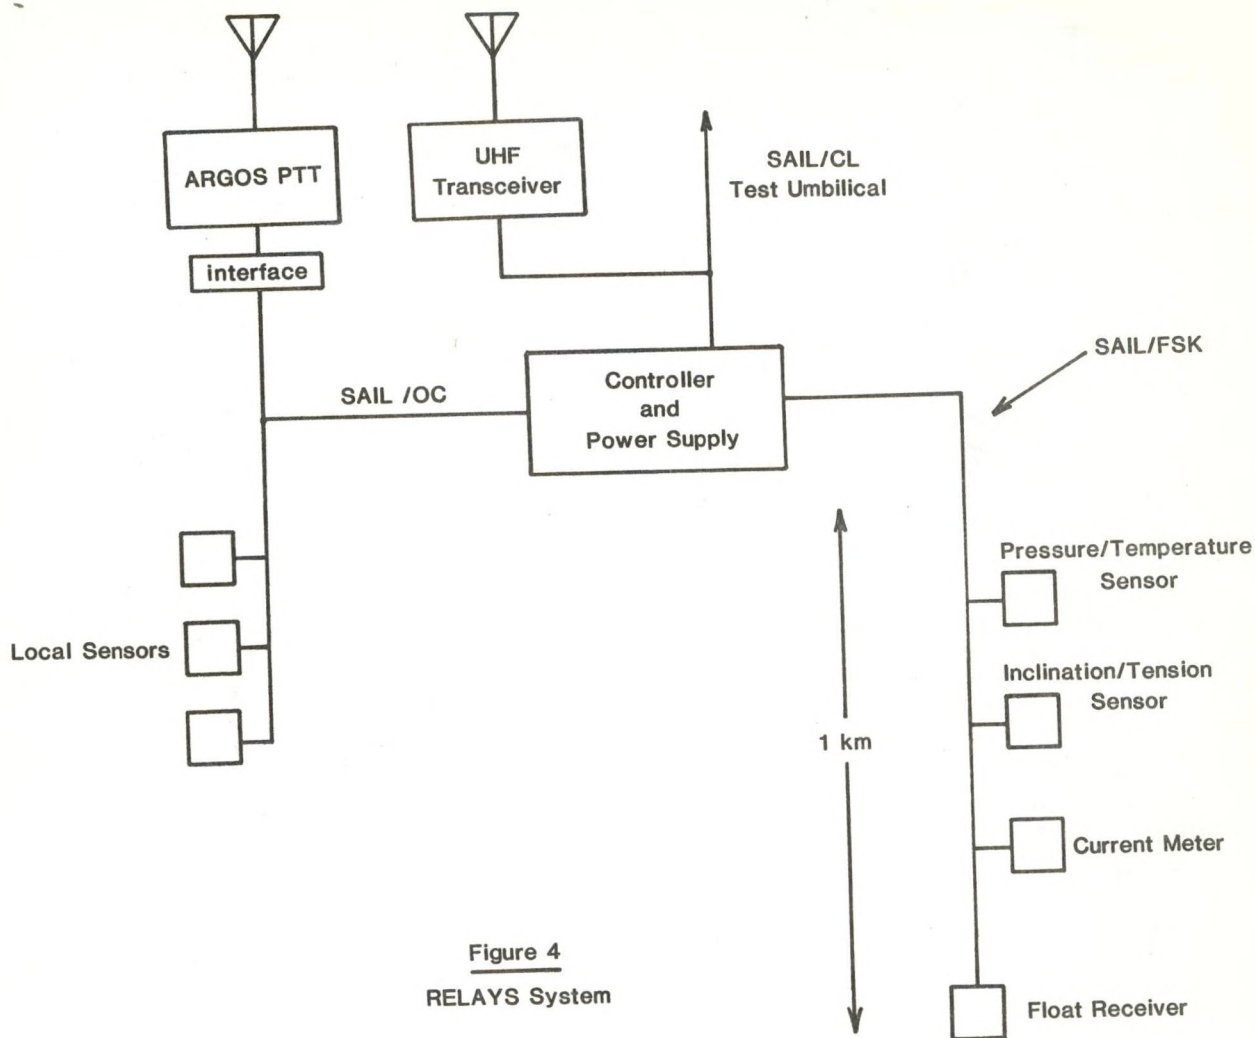 ARGOS PTT
UHF
Transceiver
SAIL/CL
Test Umbilical
interface
SAIL /OC
Controller
and
Power Supply
SAIL/FSK
Pressure/Temperature
Sensor
Local Sensors
Inclination/Tension
Sensor
1 km
Current Meter
Figure 4
RELAYS System
Float Receiver